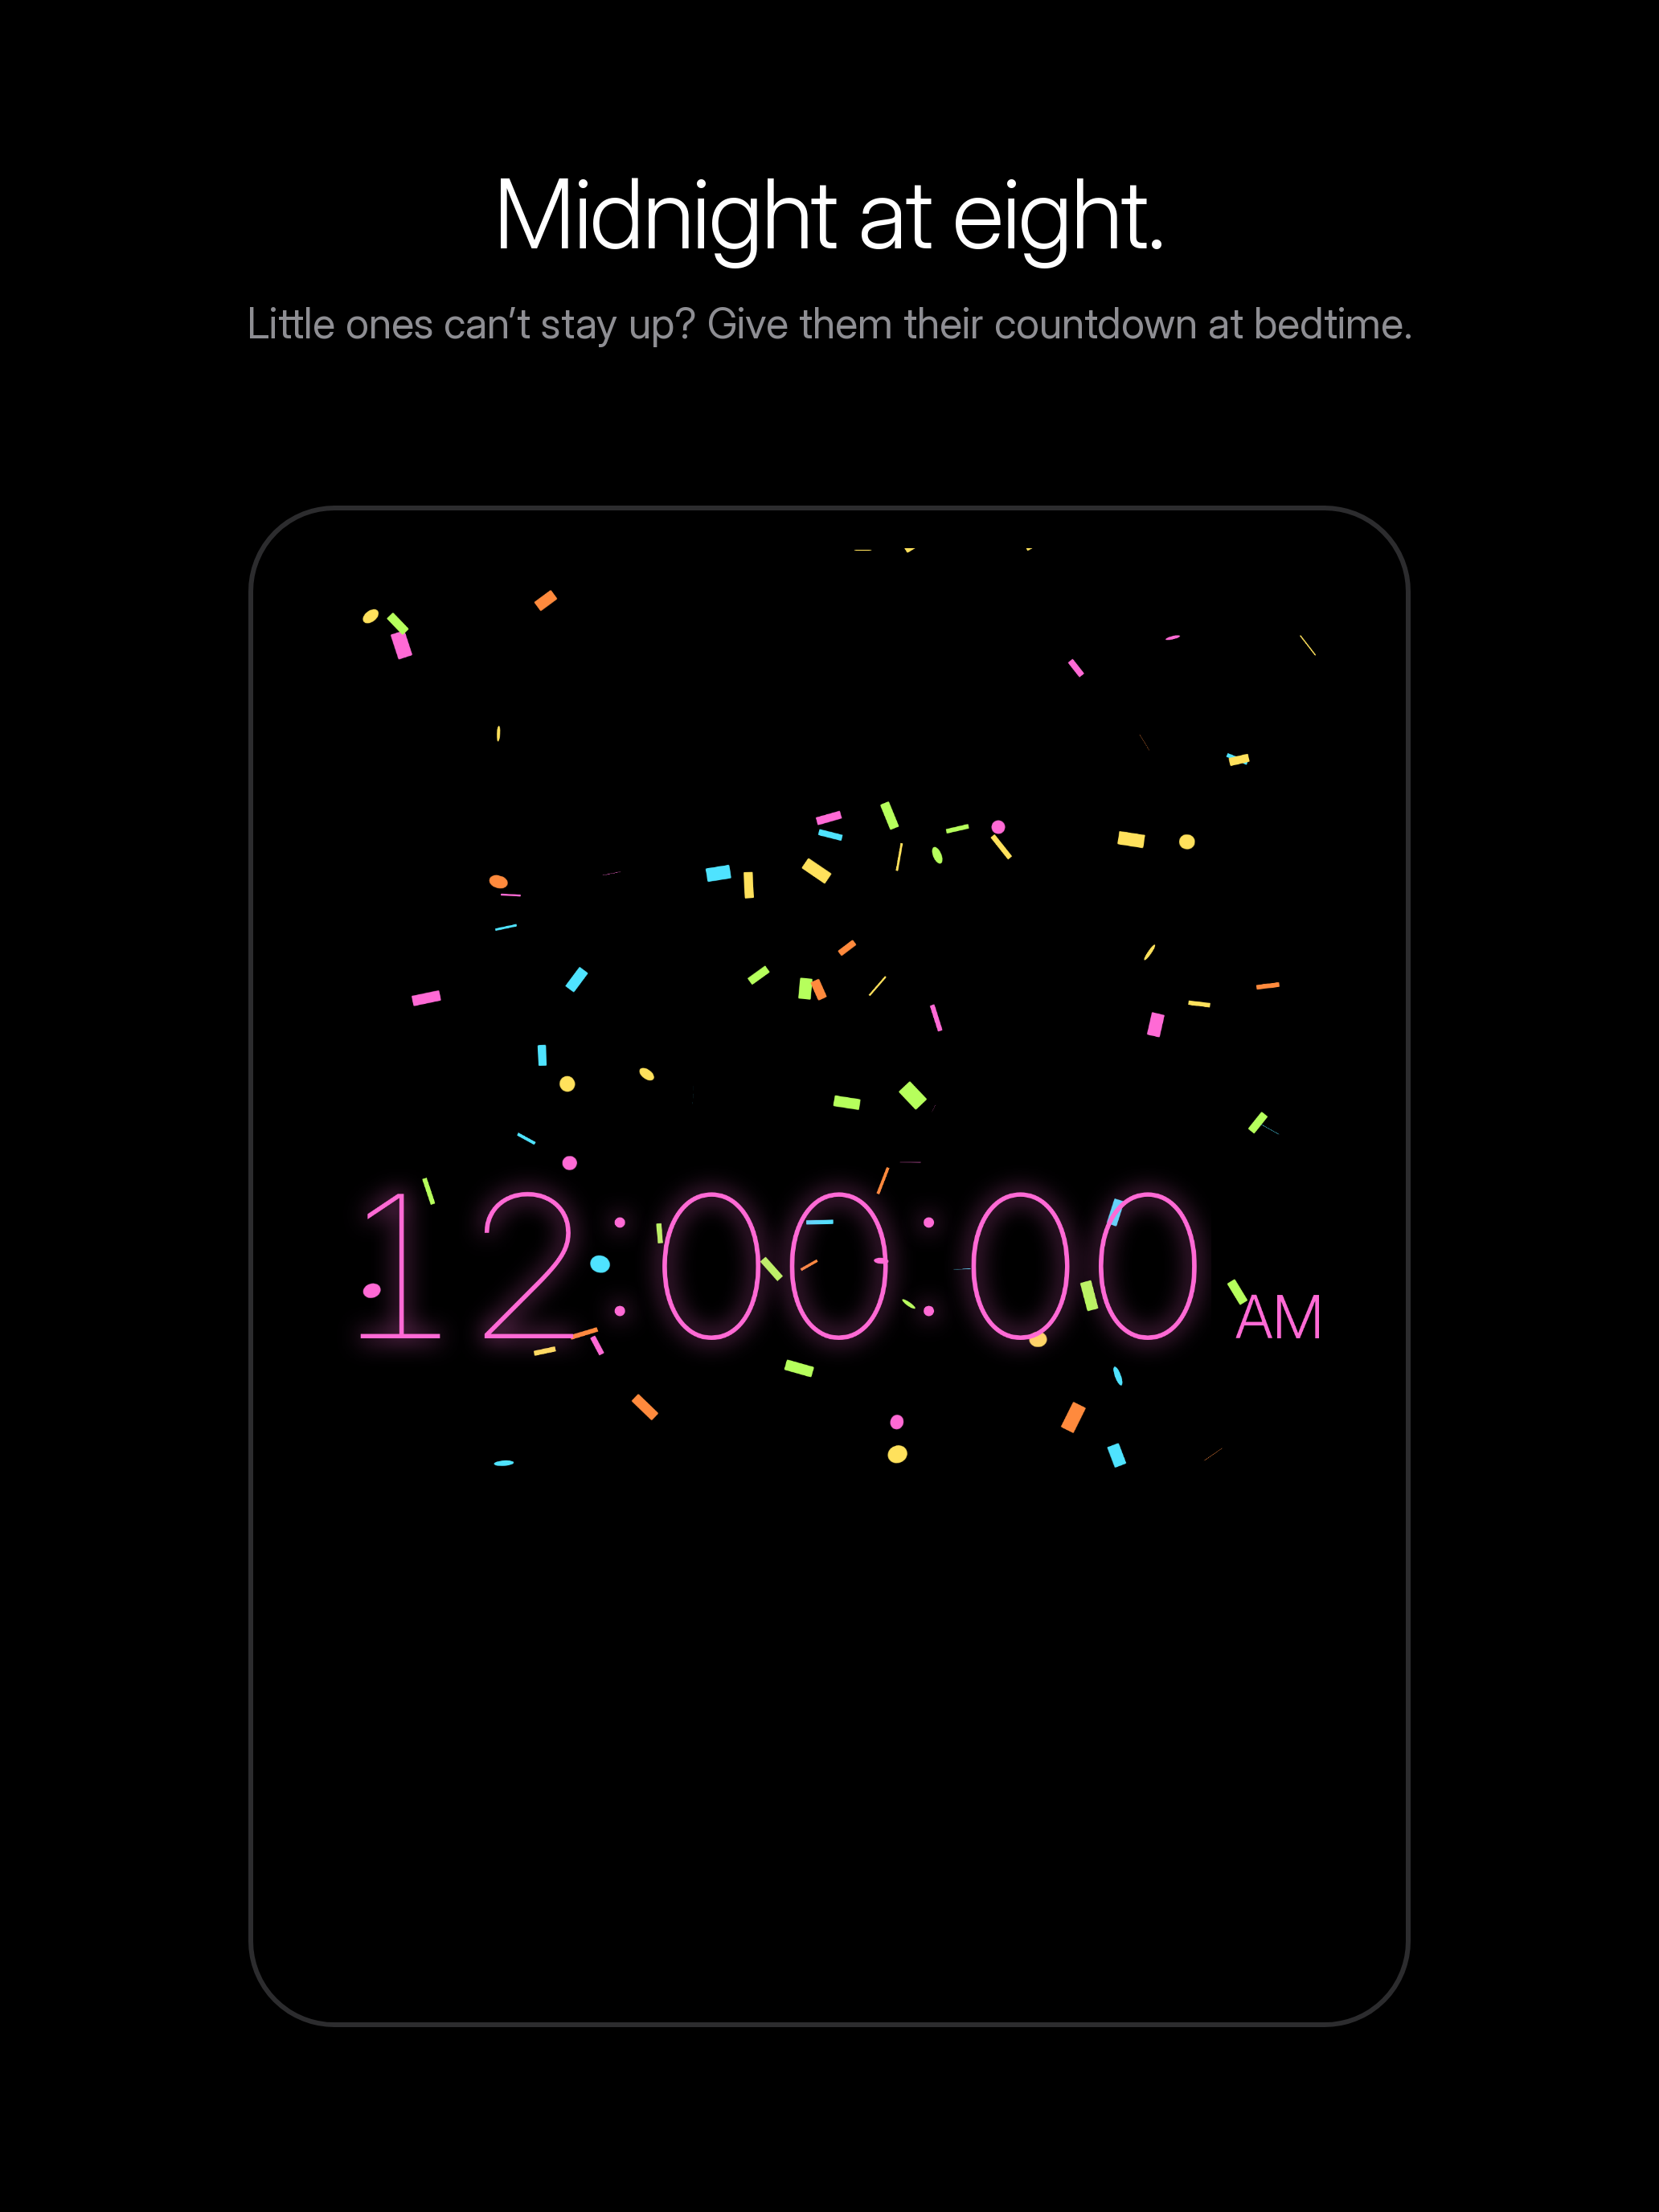 Midnight at eight.
Little ones can’t stay up? Give them their countdown at bedtime.
12:00:00 AM